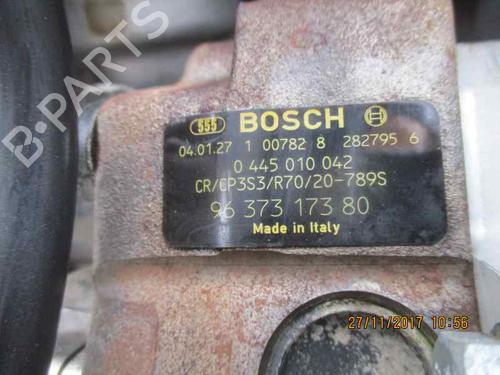 B-PARTS
555 BOSCH
04.01.27 1 00782 8 282795 6
0 445 010 042
CR/CP3S3/R70/20-789S
96 373 173 80
Made in Italy
27/11/2017 10:56